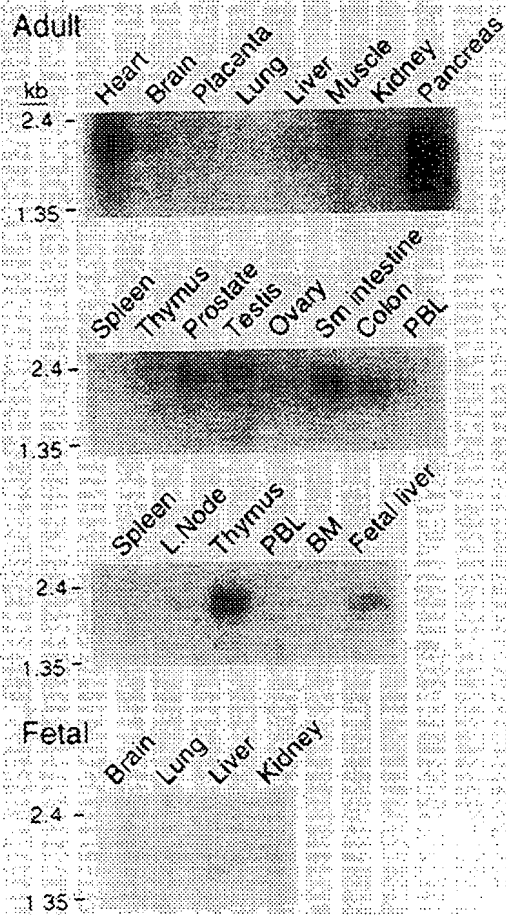 Adult
kb
Heart Brain Placenta Lung Liver Muscle Kidney Pancreas
2.4
1.35
Spleen Thymus Prostate Testis Ovary Sm intestine Colon PBL
2.4
1.35
Spleen L.Node Thymus PBL BM Fetal liver
2.4
1.35
Fetal
Brain Lung Liver Kidney
2.4
1 35